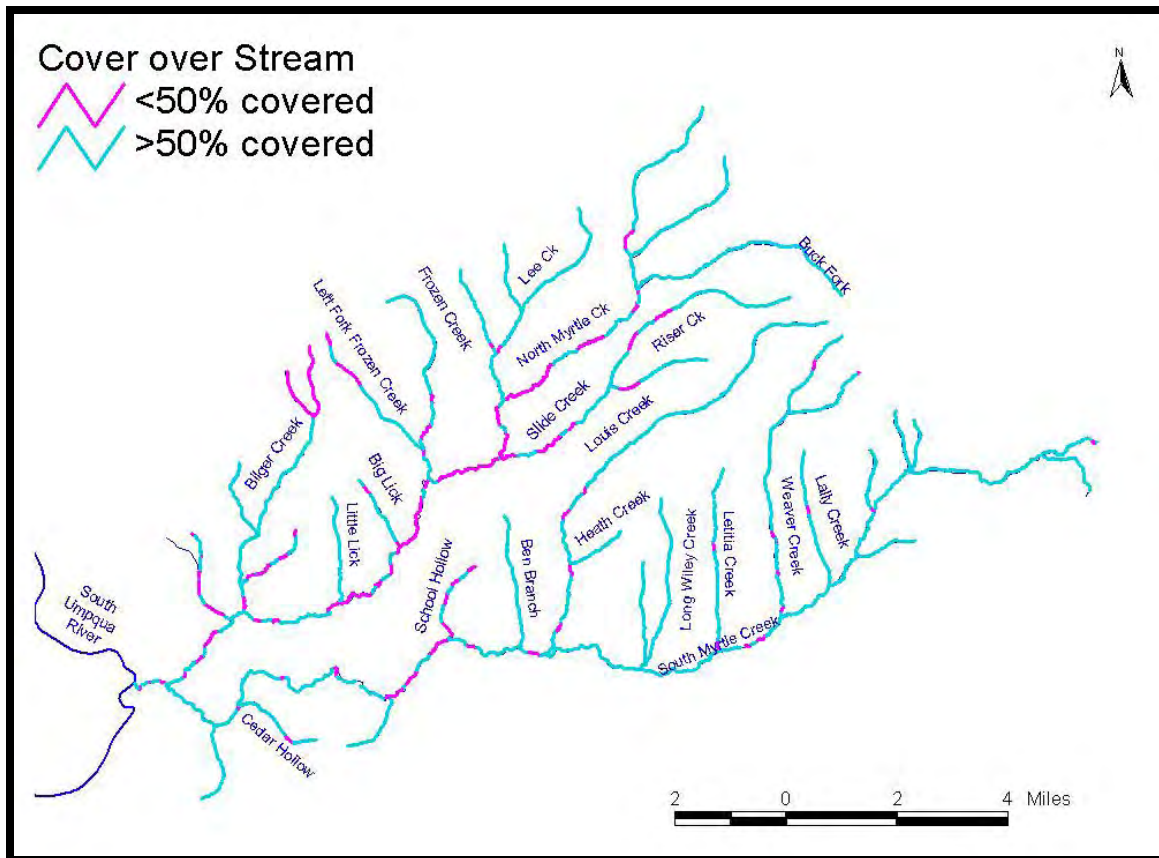 Cover over Stream
<50% covered
>50% covered
N
Buck Fork
Lee Ck
Frozen Creek
Left Fork Frozen Creek
North Myrtle Ck
Riser Ck
Slide Creek
Louis Creek
Bilger Creek
Big Lick
Little Lick
School Hollow
Ben Branch
Heath Creek
Long Wiley Creek
Letitia Creek
Weaver Creek
Lally Creek
South
Umpqua
River
South Myrtle Creek
Cedar Hollow
2 0 2 4 Miles